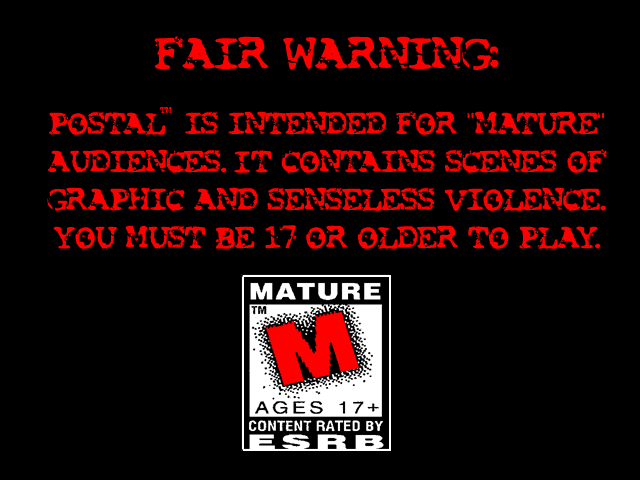 FAIR WARNING:
POSTAL™ IS INTENDED FOR "MATURE"
AUDIENCES. IT CONTAINS SCENES OF
GRAPHIC AND SENSELESS VIOLENCE.
YOU MUST BE 17 OR OLDER TO PLAY.
MATURE
TM
M
AGES 17+
CONTENT RATED BY
ESRB